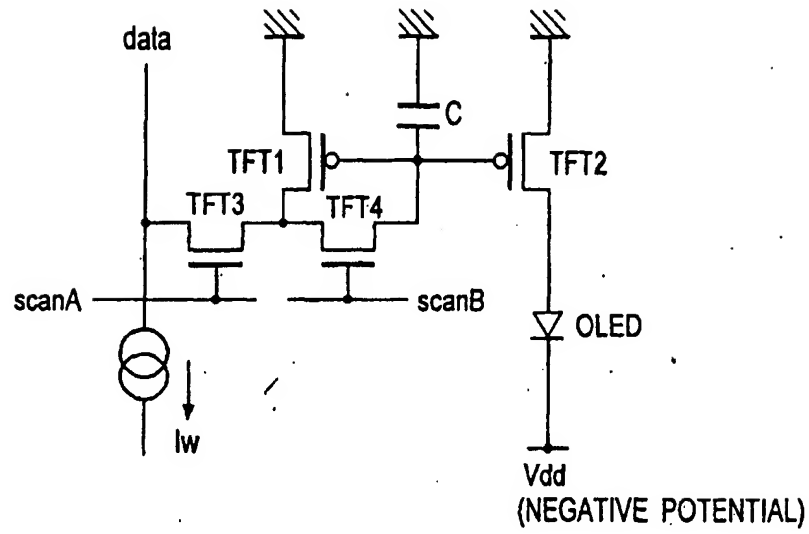 data
C
TFT1
TFT2
TFT3
TFT4
scanA
scanB
OLED
Iw
Vdd
(NEGATIVE POTENTIAL)